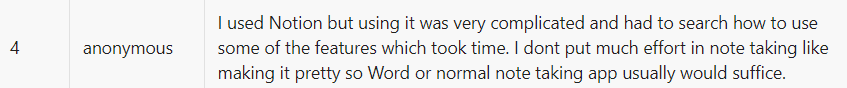 4 anonymous I used Notion but using it was very complicated and had to search how to use
some of the features which took time. I dont put much effort in note taking like
making it pretty so Word or normal note taking app usually would suffice.